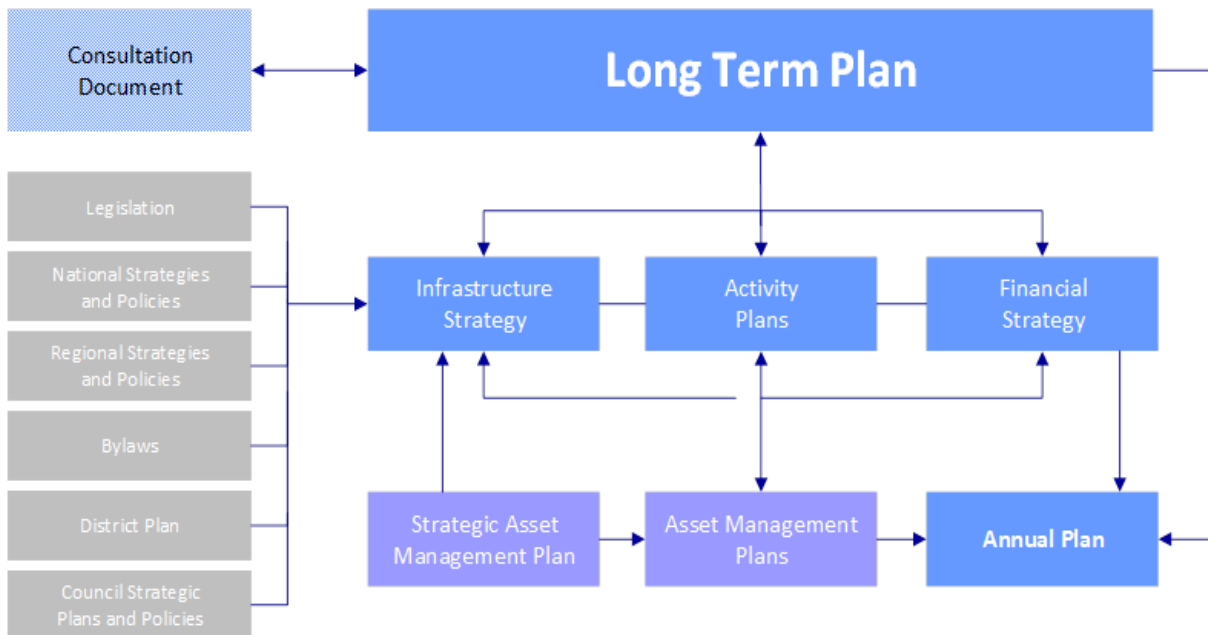 Consultation
Document
Long Term Plan
Legislation
National Strategies
and Policies
Regional Strategies
and Policies
Bylaws
District Plan
Council Strategic
Plans and Policies
Infrastructure
Strategy
Activity
Plans
Financial
Strategy
Strategic Asset
Management Plan
Asset Management
Plans
Annual Plan